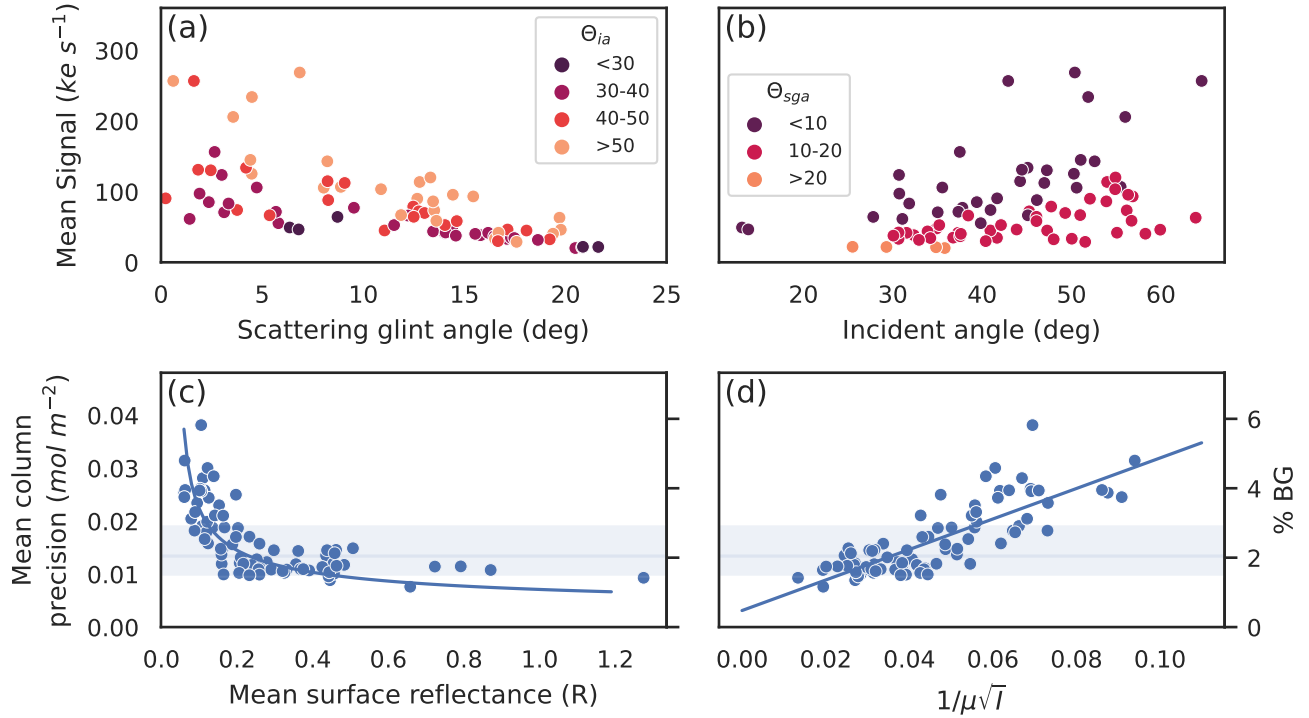 (a)
Θia
<30
30-40
40-50
>50
Mean Signal (ke s⁻¹)
300
200
100
0
0 5 10 15 20 25
Scattering glint angle (deg)
(b)
Θsga
<10
10-20
>20
20 30 40 50 60
Incident angle (deg)
(c)
Mean column
precision (mol m⁻²)
0.04
0.03
0.02
0.01
0.00
0.0 0.2 0.4 0.6 0.8 1.0 1.2
Mean surface reflectance (R)
(d)
6
4
2
0
% BG
0.00 0.02 0.04 0.06 0.08 0.10
1/μ√I